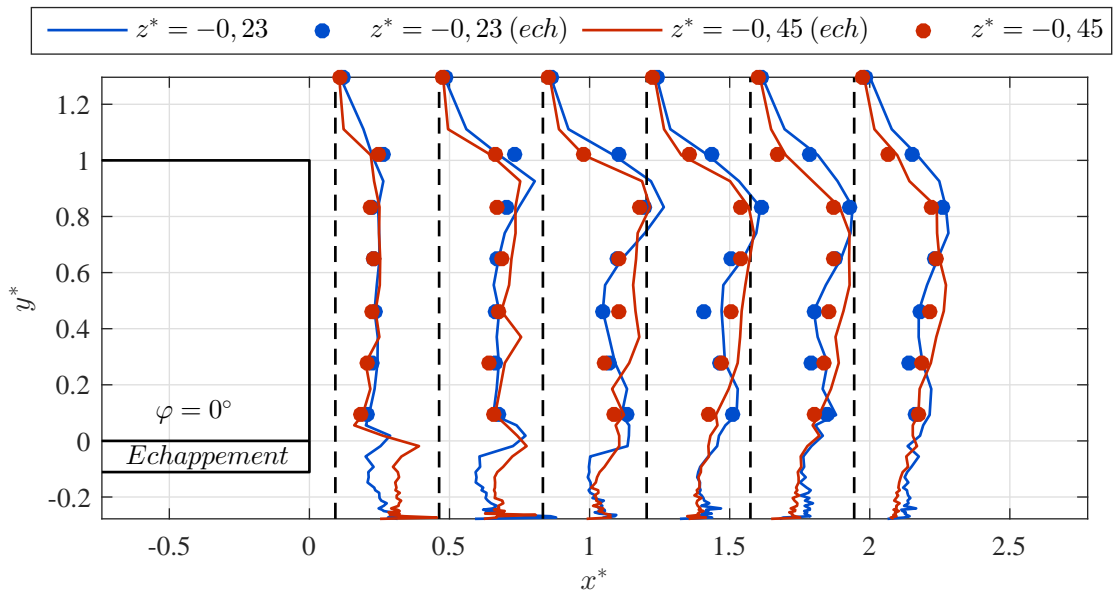 z* = −0, 23 z* = −0, 23 (ech) z* = −0, 45 (ech) z* = −0, 45
1.2
1
0.8
0.6
0.4
0.2
0
-0.2
y*
φ = 0°
Echappement
-0.5 0 0.5 1 1.5 2 2.5
x*